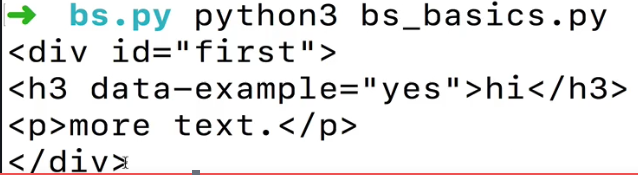 ➜ bs.py python3 bs_basics.py
<div id="first">
<h3 data-example="yes">hi</h3>
<p>more text.</p>
</div>